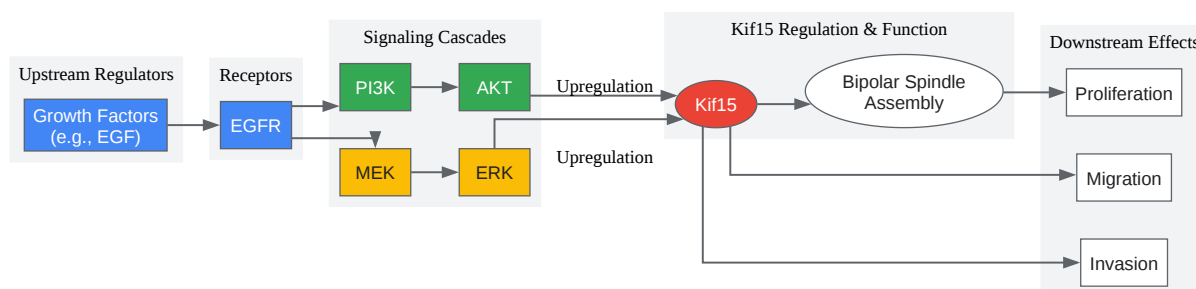 Upstream Regulators
Growth Factors
(e.g., EGF)
Receptors
EGFR
Signaling Cascades
PI3K
AKT
MEK
ERK
Upregulation
Upregulation
Kif15 Regulation & Function
Kif15
Bipolar Spindle
Assembly
Downstream Effects
Proliferation
Migration
Invasion